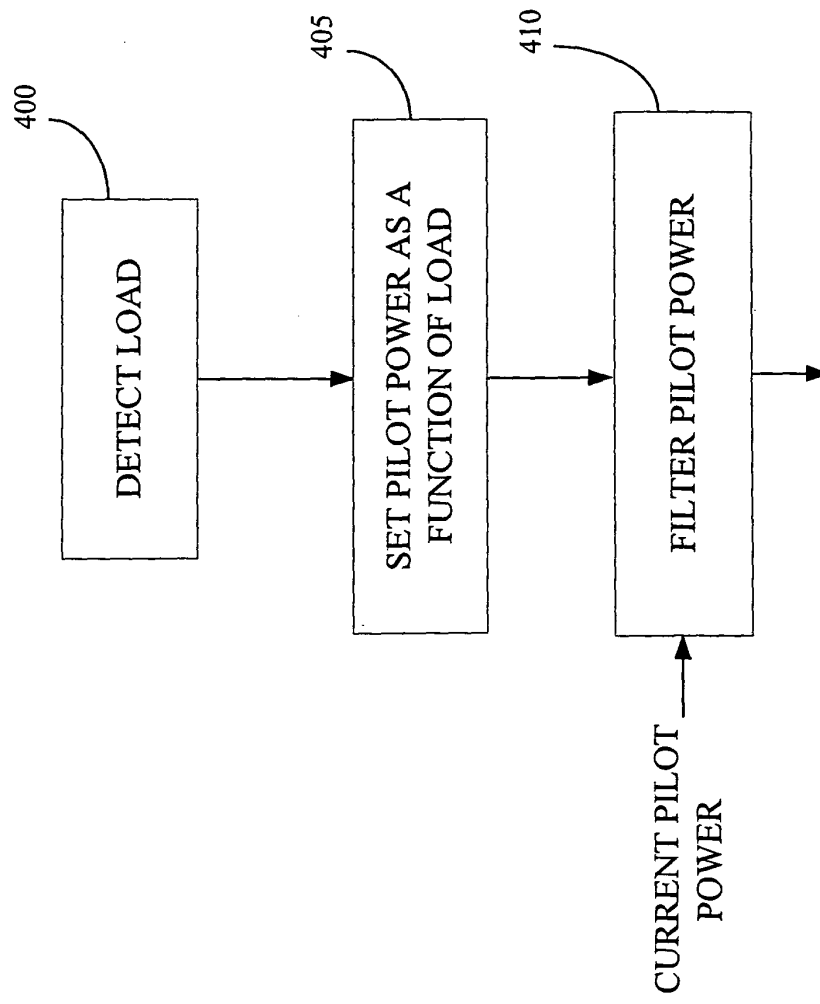 400
DETECT LOAD
405
SET PILOT POWER AS A
FUNCTION OF LOAD
410
FILTER PILOT POWER
CURRENT PILOT
POWER